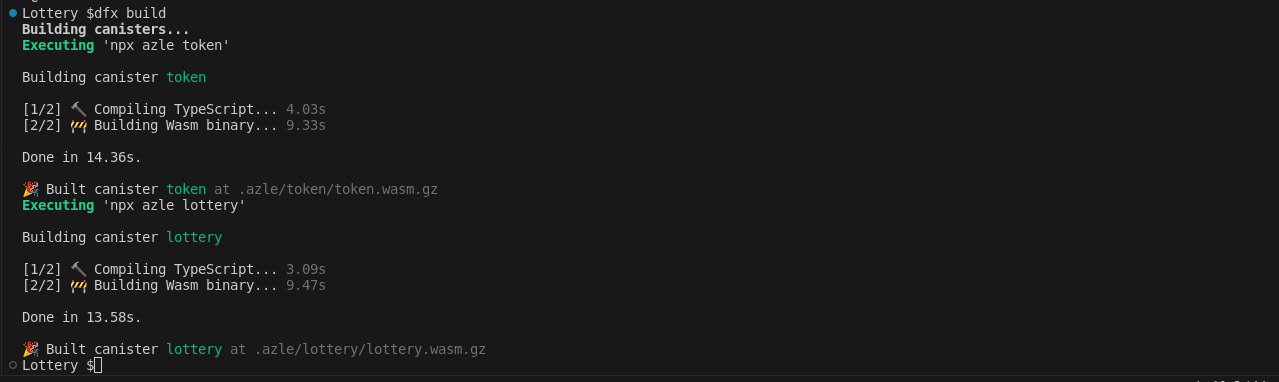 Lottery $dfx build
Building canisters...
Executing 'npx azle token'
Building canister token
[1/2] 🔨 Compiling TypeScript... 4.03s
[2/2] 🚧 Building Wasm binary... 9.33s
Done in 14.36s.
🎉 Built canister token at .azle/token/token.wasm.gz
Executing 'npx azle lottery'
Building canister lottery
[1/2] 🔨 Compiling TypeScript... 3.09s
[2/2] 🚧 Building Wasm binary... 9.47s
Done in 13.58s.
🎉 Built canister lottery at .azle/lottery/lottery.wasm.gz
Lottery $